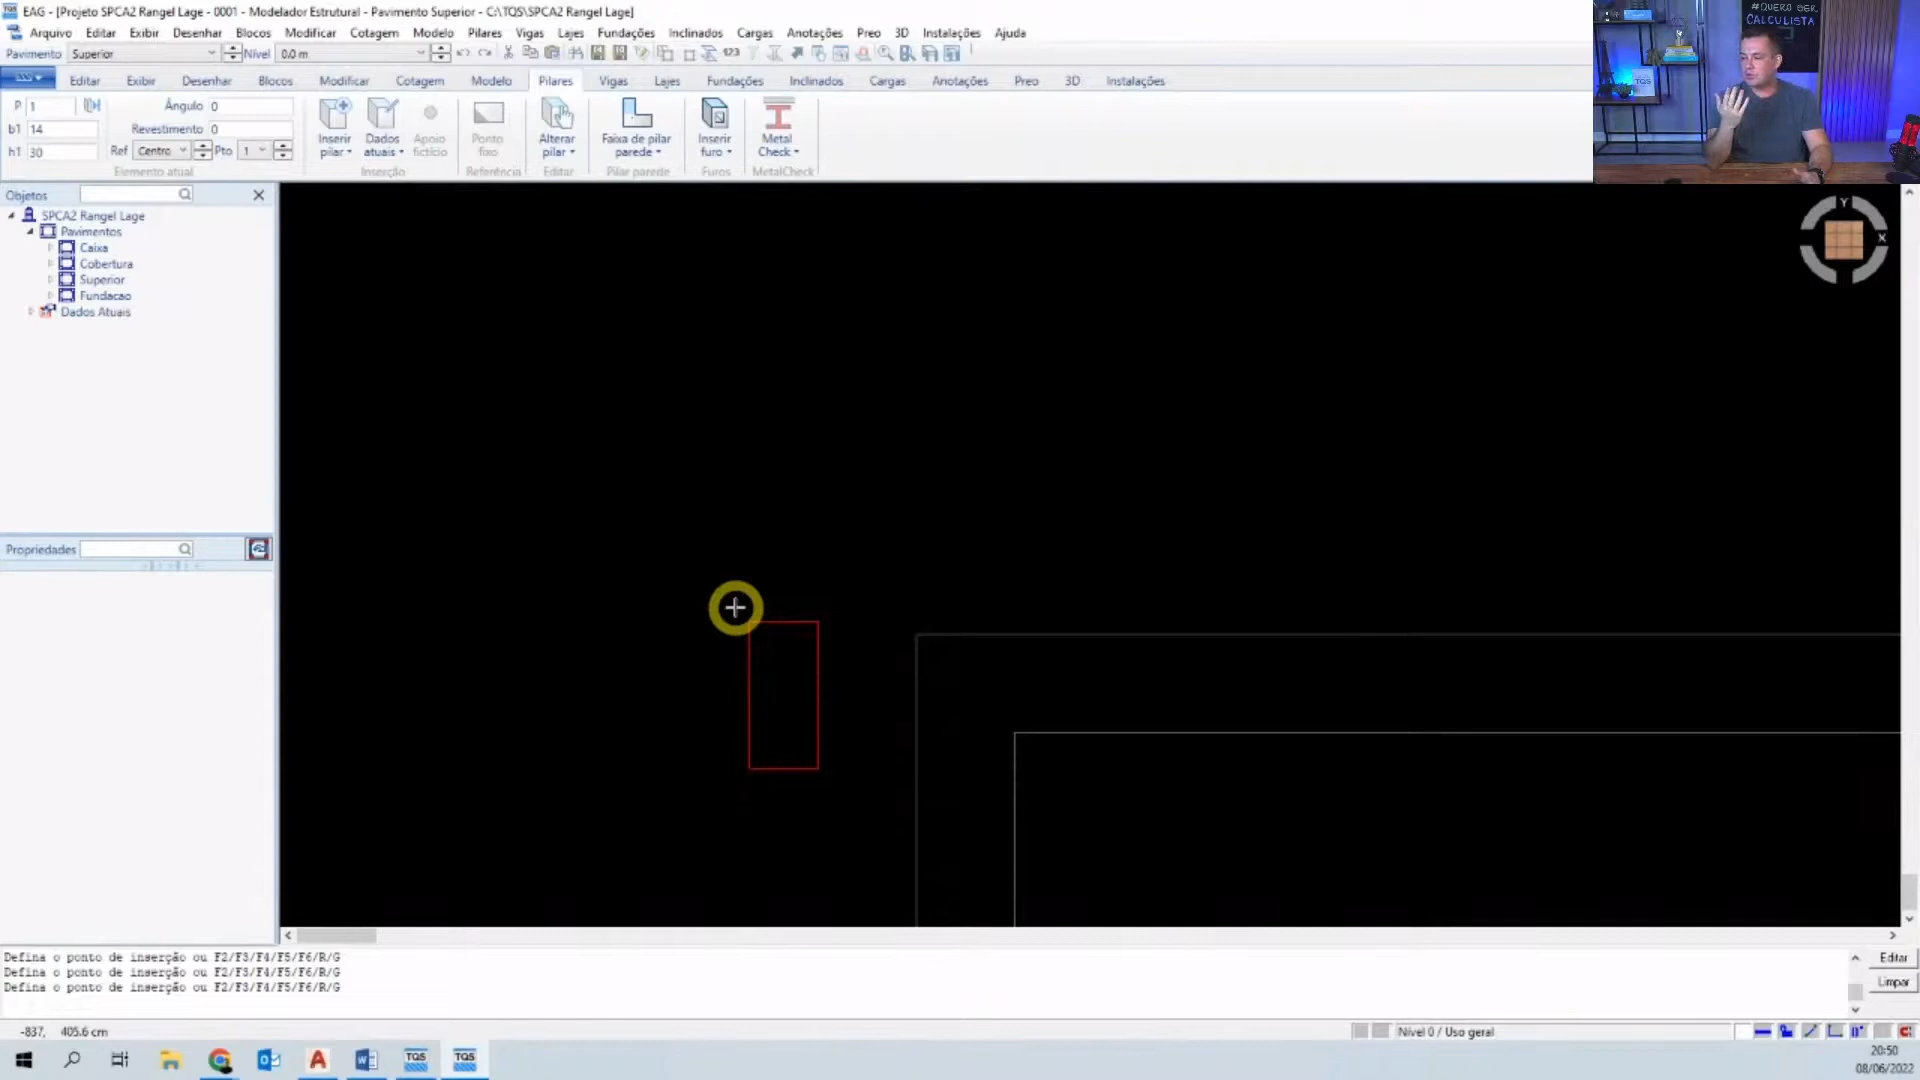 EAG - [Projeto SPCA2 Rangel Lage - 0001 - Modelador Estrutural - Pavimento Superior - C:\TQS\SPCA2 Rangel Lage]
Arquivo Editar Exibir Desenhar Blocos Modificar Cotagem Modelo Pilares Vigas Lajes Fundações Inclinados Cargas Anotações Preo 3D Instalações Ajuda
Pavimento Superior Nível 0.0 m 123
Editar Exibir Desenhar Blocos Modificar Cotagem Modelo Pilares Vigas Lajes Fundações Inclinados Cargas Anotações Preo 3D Instalações
P 1 Ângulo 0
b1 14 Revestimento 0
h1 30 Ref Centro Pto 1
Elemento atual
Inserir pilar
Dados atuais
Apoio fictício
Inserção
Ponto fixo
Referência
Alterar pilar
Editar
Faixa de pilar parede
Pilar parede
Inserir furo
Furos
Metal Check
MetalCheck
#QUERO SER
CALCULISTA
TQS
Objetos
SPCA2 Rangel Lage
Pavimentos
Caixa
Cobertura
Superior
Fundacao
Dados Atuais
Propriedades
Y
X
Defina o ponto de inserção ou F2/F3/F4/F5/F6/R/G
Defina o ponto de inserção ou F2/F3/F4/F5/F6/R/G
Defina o ponto de inserção ou F2/F3/F4/F5/F6/R/G
Editar
Limpar
-837, 405.6 cm
Nível 0 / Uso geral
TQS TQS
20:50
08/06/2022